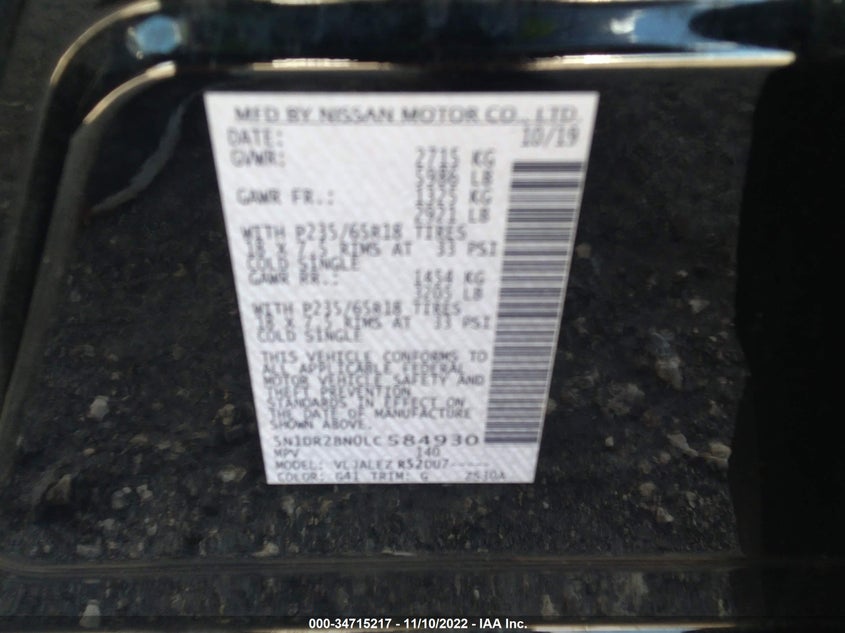 MFD BY NISSAN MOTOR CO., LTD.
DATE: 10/19
GVWR: 2715 KG
5986 LB
GAWR FR.: 1325 KG
2921 LB
WITH P235/65R18 TIRES
18 X 7.5 RIMS AT 33 PSI
COLD SINGLE
GAWR RR.: 1454 KG
3205 LB
WITH P235/65R18 TIRES
18 X 7.5 RIMS AT 33 PSI
COLD SINGLE
THIS VEHICLE CONFORMS TO
ALL APPLICABLE FEDERAL
MOTOR VEHICLE SAFETY AND
THEFT PREVENTION
STANDARDS IN EFFECT ON
THE DATE OF MANUFACTURE
SHOWN ABOVE.
5N1DR2BN0LC584930
MPV 140
MODEL: R52DU7-----
COLOR: G41 TRIM: G
000-34715217 - 11/10/2022 - IAA Inc.